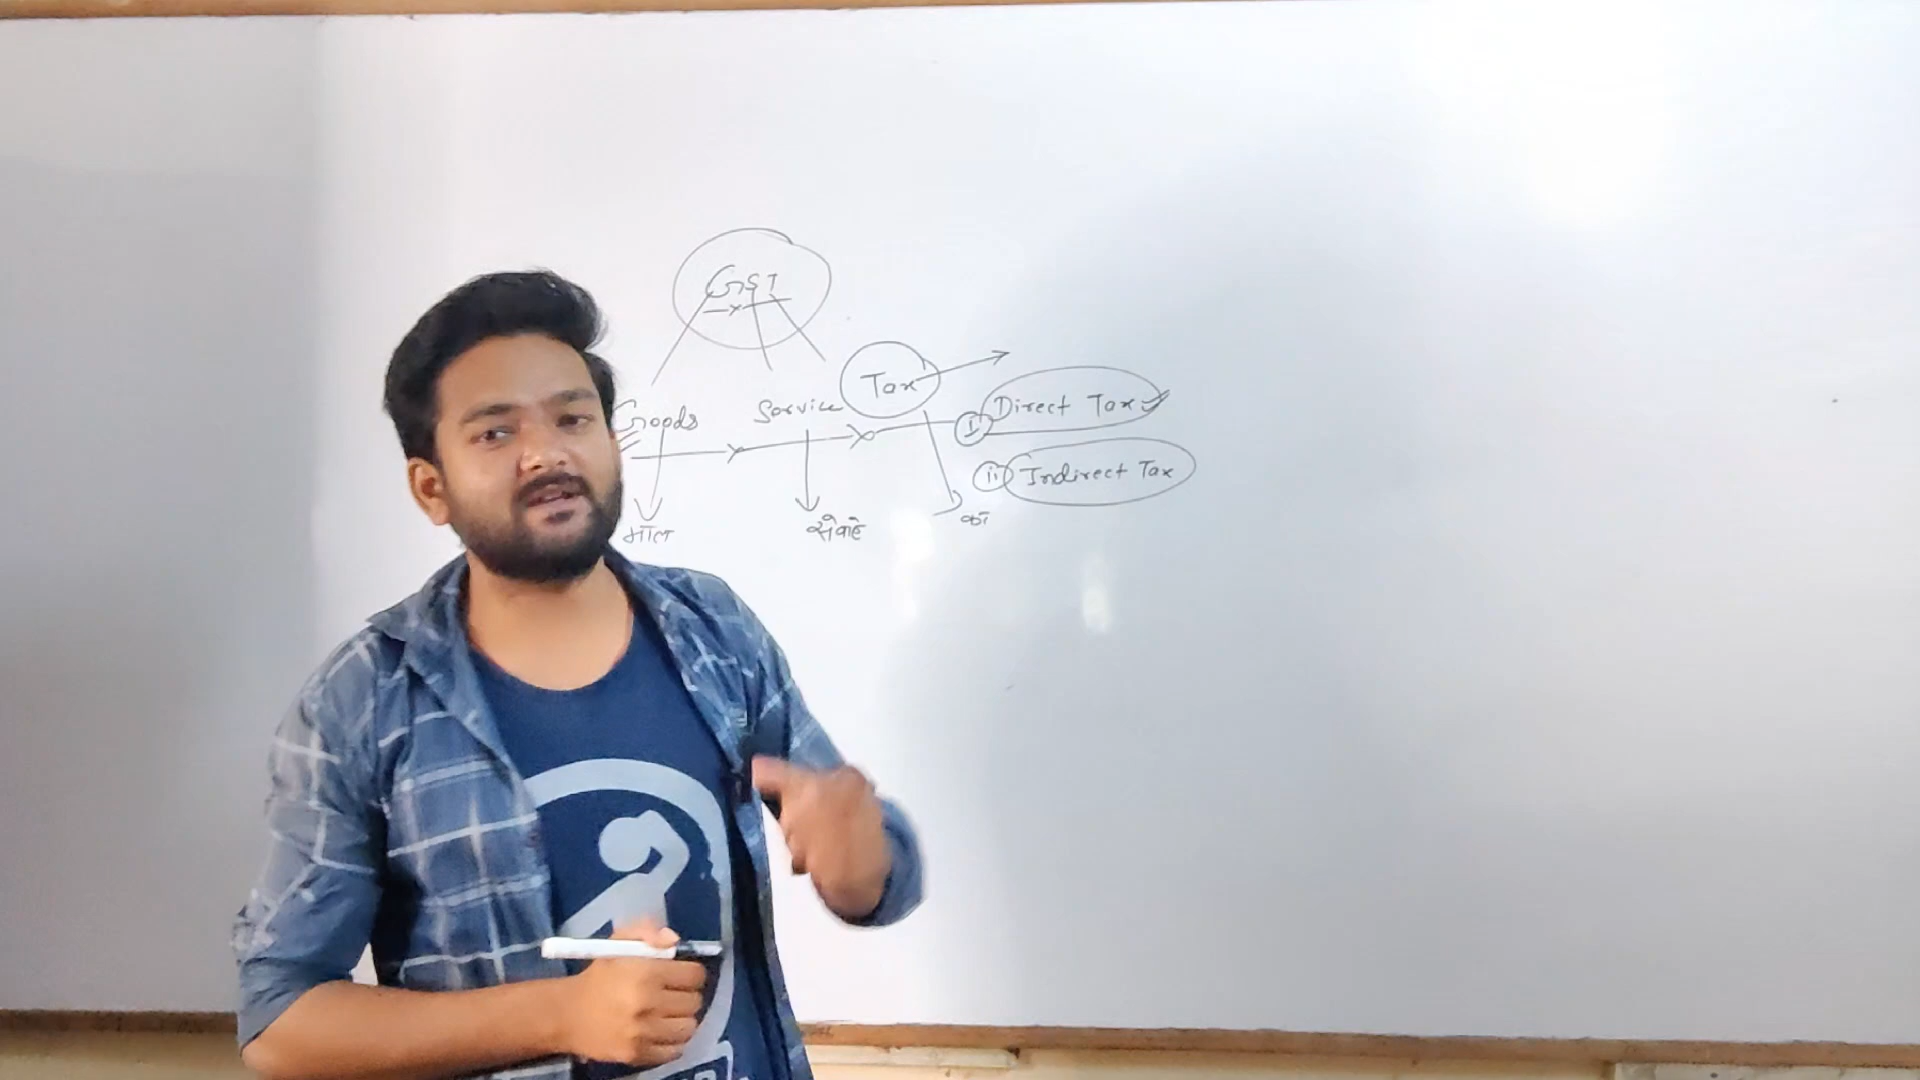 GST
Goods Service Tax
(i) Direct Tax
(ii) Indirect Tax
माल